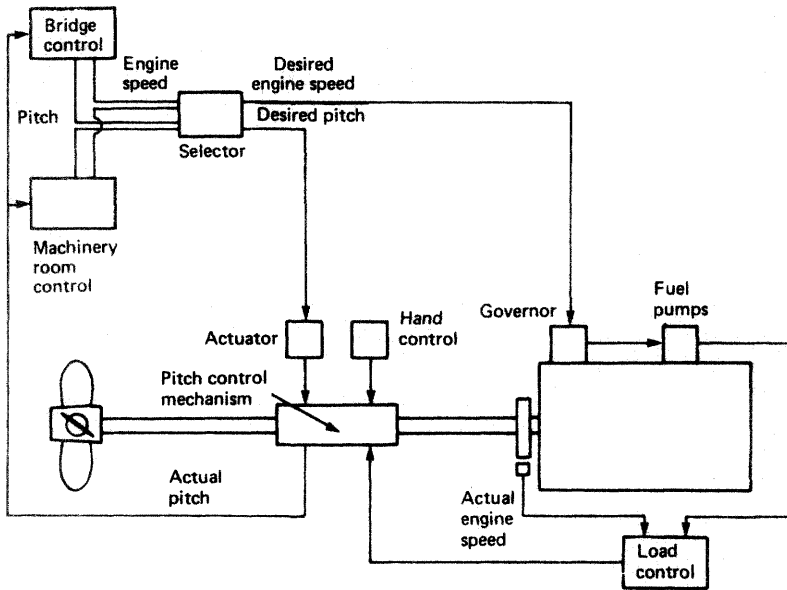 Bridge
control
Engine
speed
Desired
engine speed
Pitch
Desired pitch
Selector
Machinery
room
control
Actuator
Hand
control
Governor
Fuel
pumps
Pitch control
mechanism
Actual
pitch
Actual
engine
speed
Load
control